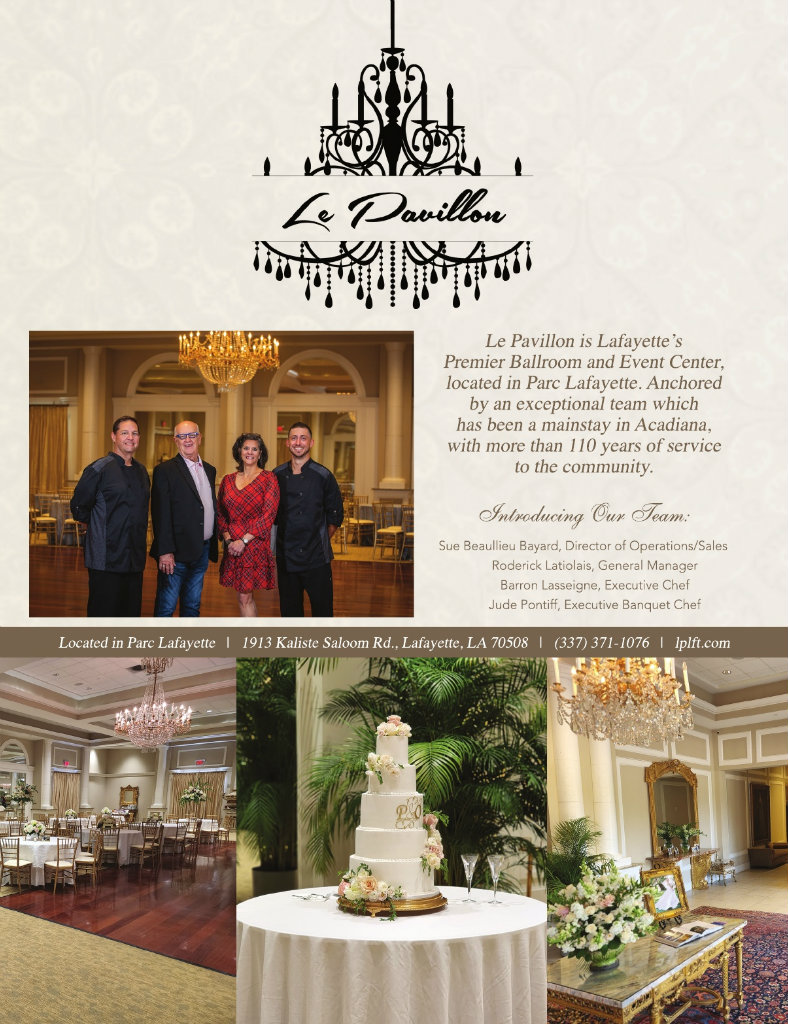 Le Pavillon
Le Pavillon is Lafayette's
Premier Ballroom and Event Center,
located in Parc Lafayette. Anchored
by an exceptional team which
has been a mainstay in Acadiana,
with more than 110 years of service
to the community.
Introducing Our Team:
Sue Beaullieu Bayard, Director of Operations/Sales
Roderick Latiolais, General Manager
Barron Lasseigne, Executive Chef
Jude Pontiff, Executive Banquet Chef
Located in Parc Lafayette | 1913 Kaliste Saloom Rd., Lafayette, LA 70508 | (337) 371-1076 | lplft.com